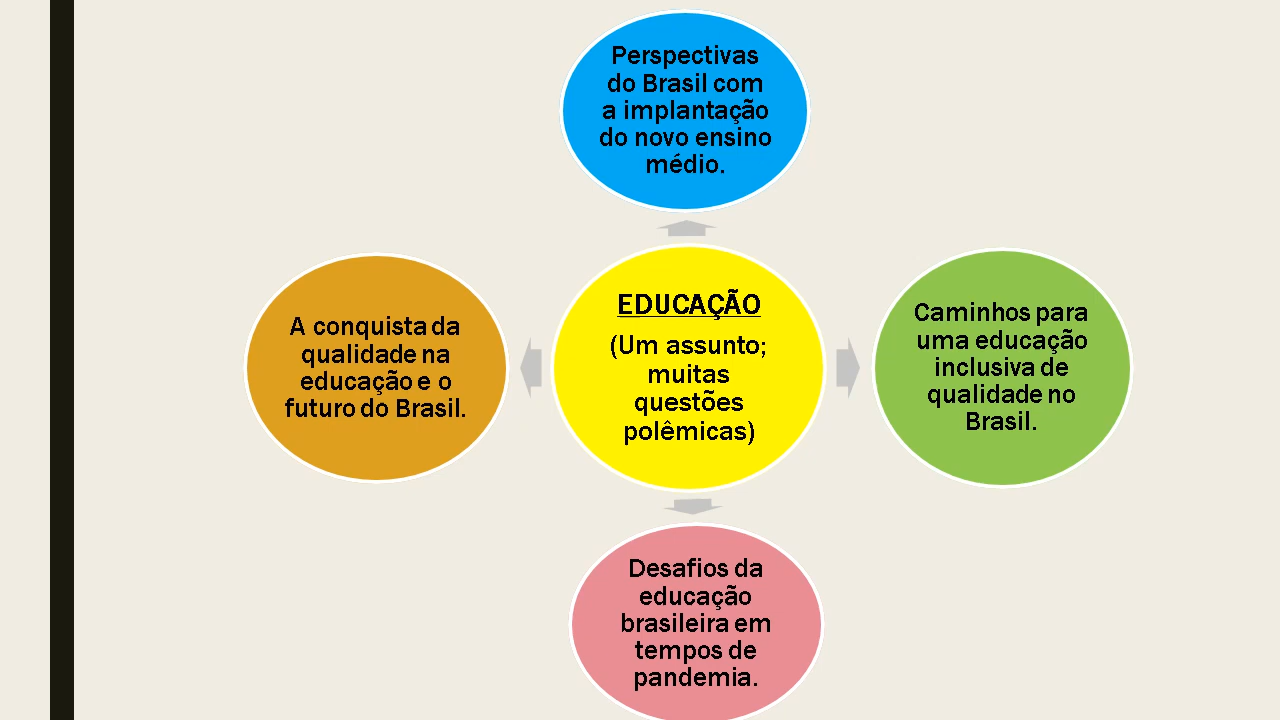 Perspectivas
do Brasil com
a implantação
do novo ensino
médio.
A conquista da
qualidade na
educação e o
futuro do Brasil.
EDUCAÇÃO
(Um assunto;
muitas
questões
polêmicas)
Caminhos para
uma educação
inclusiva de
qualidade no
Brasil.
Desafios da
educação
brasileira em
tempos de
pandemia.